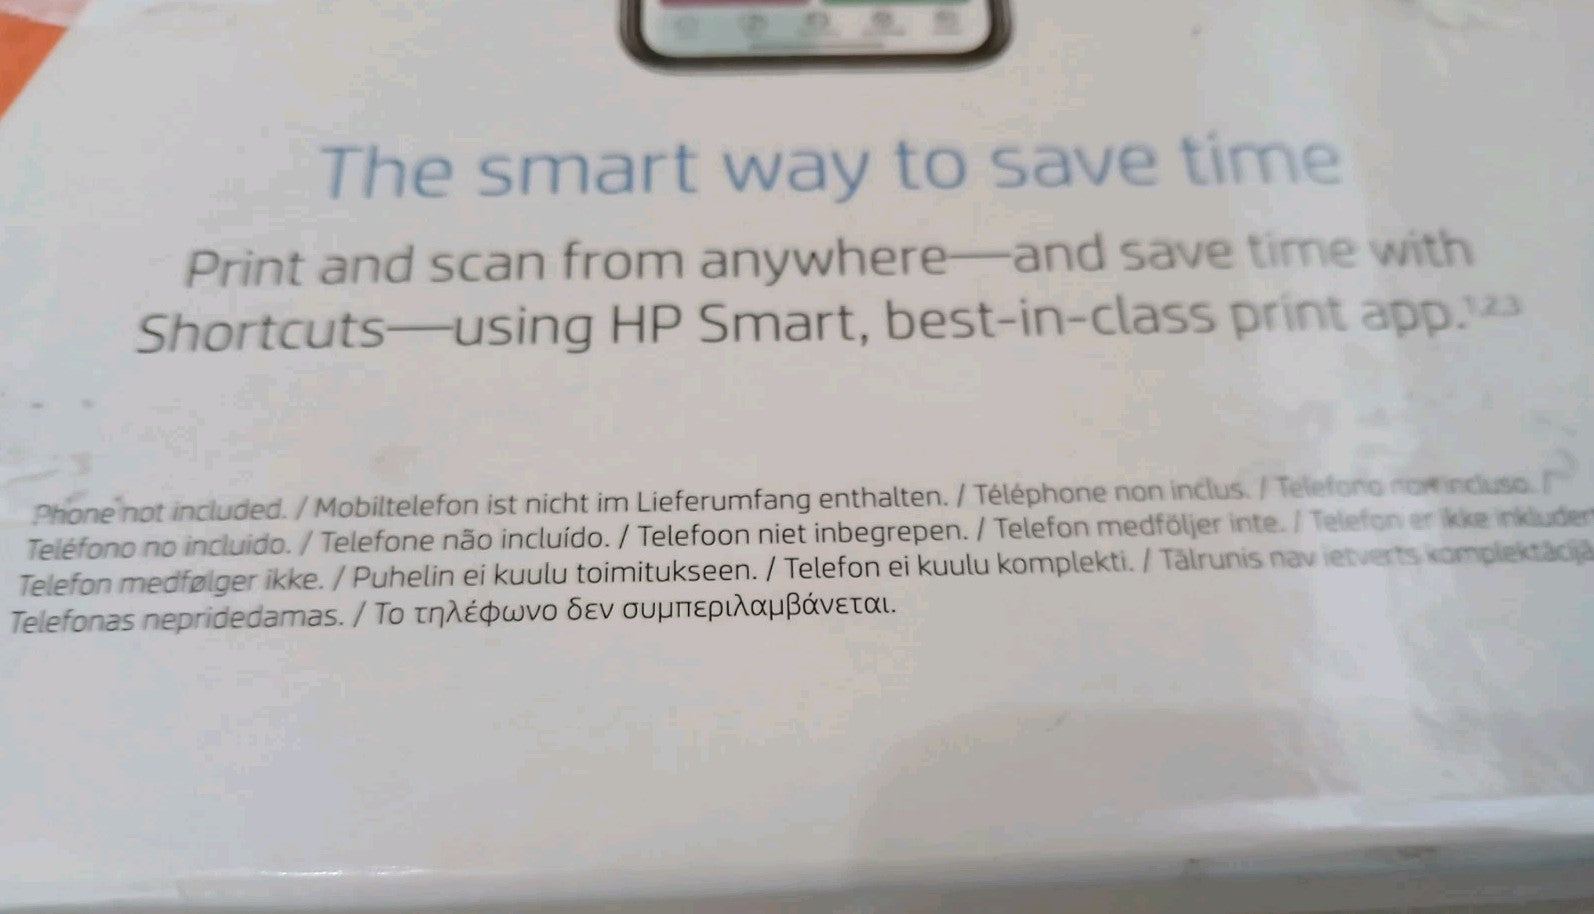 The smart way to save time
Print and scan from anywhere—and save time with
Shortcuts—using HP Smart, best-in-class print app.1,2,3
Phone not included. / Mobiltelefon ist nicht im Lieferumfang enthalten. / Téléphone non inclus. / Telefono non incluso. /
Teléfono no incluido. / Telefone não incluído. / Telefoon niet inbegrepen. / Telefon medföljer inte. / Telefon er ikke inkluder
Telefon medfølger ikke. / Puhelin ei kuulu toimitukseen. / Telefon ei kuulu komplekti. / Tālrunis nav ietverts
Telefonas nepridedamas. / Το τηλέφωνο δεν συμπεριλαμβάνεται.